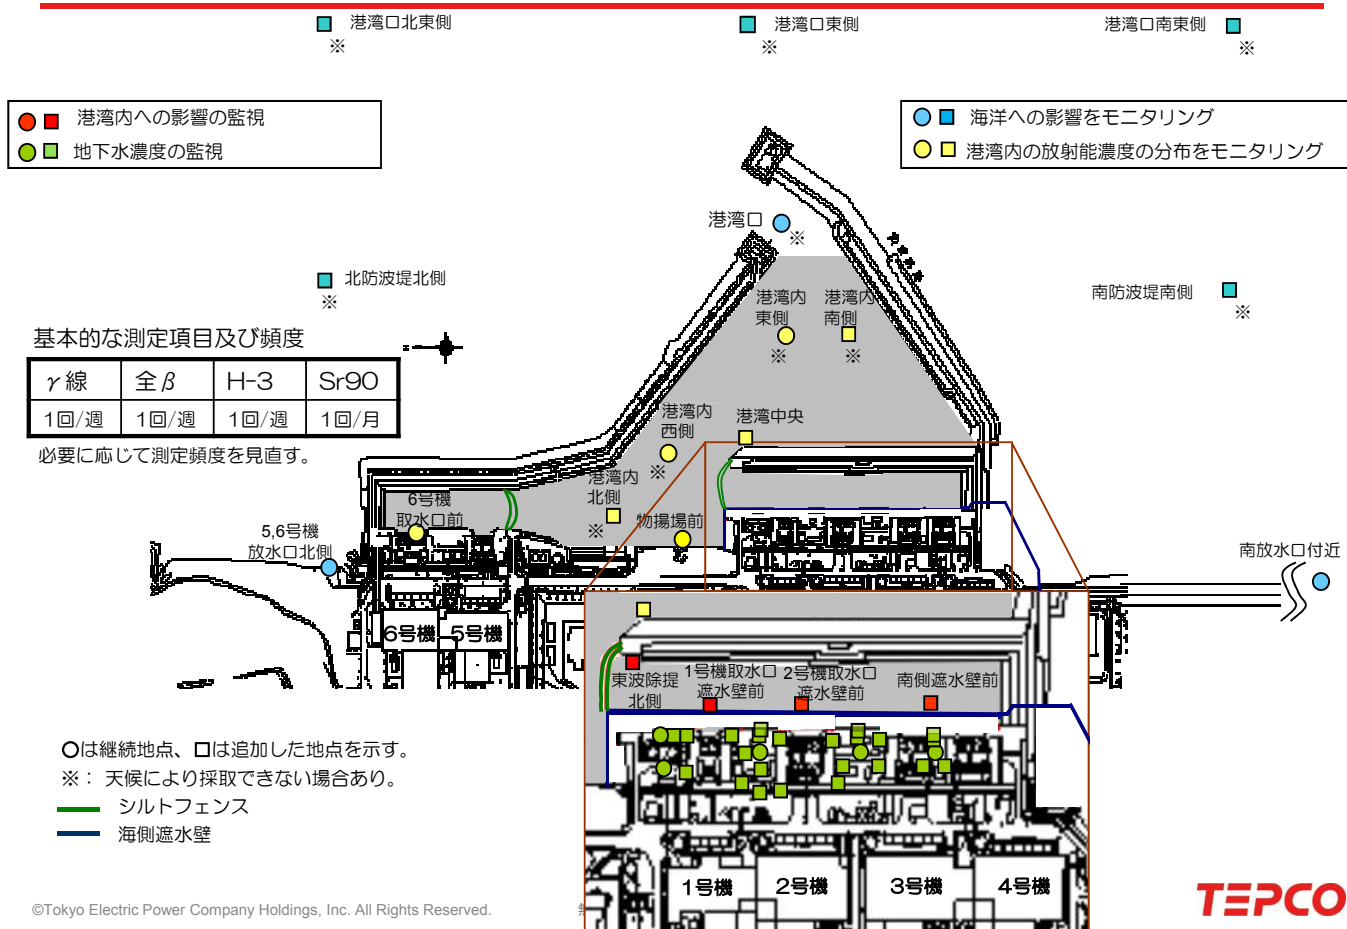 港湾口北東側
※
港湾口東側
※
港湾口南東側
※
港湾内への影響の監視
地下水濃度の監視
海洋への影響をモニタリング
港湾内の放射能濃度の分布をモニタリング
港湾口
※
北防波堤北側
※
南防波堤南側
※
港湾内
東側
※
港湾内
南側
※
基本的な測定項目及び頻度
γ線 全β H-3 Sr90
1回/週 1回/週 1回/週 1回/月
必要に応じて測定頻度を見直す。
港湾内
西側
※
港湾中央
港湾内
北側
※
物揚場前
6号機
取水口前
5,6号機
放水口北側
南放水口付近
6号機
5号機
東波除堤
北側
1号機取水口
遮水壁前
2号機取水口
遮水壁前
南側遮水壁前
○は継続地点、□は追加した地点を示す。
※： 天候により採取できない場合あり。
シルトフェンス
海側遮水壁
1号機
2号機
3号機
4号機
©Tokyo Electric Power Company Holdings, Inc. All Rights Reserved.
TEPCO